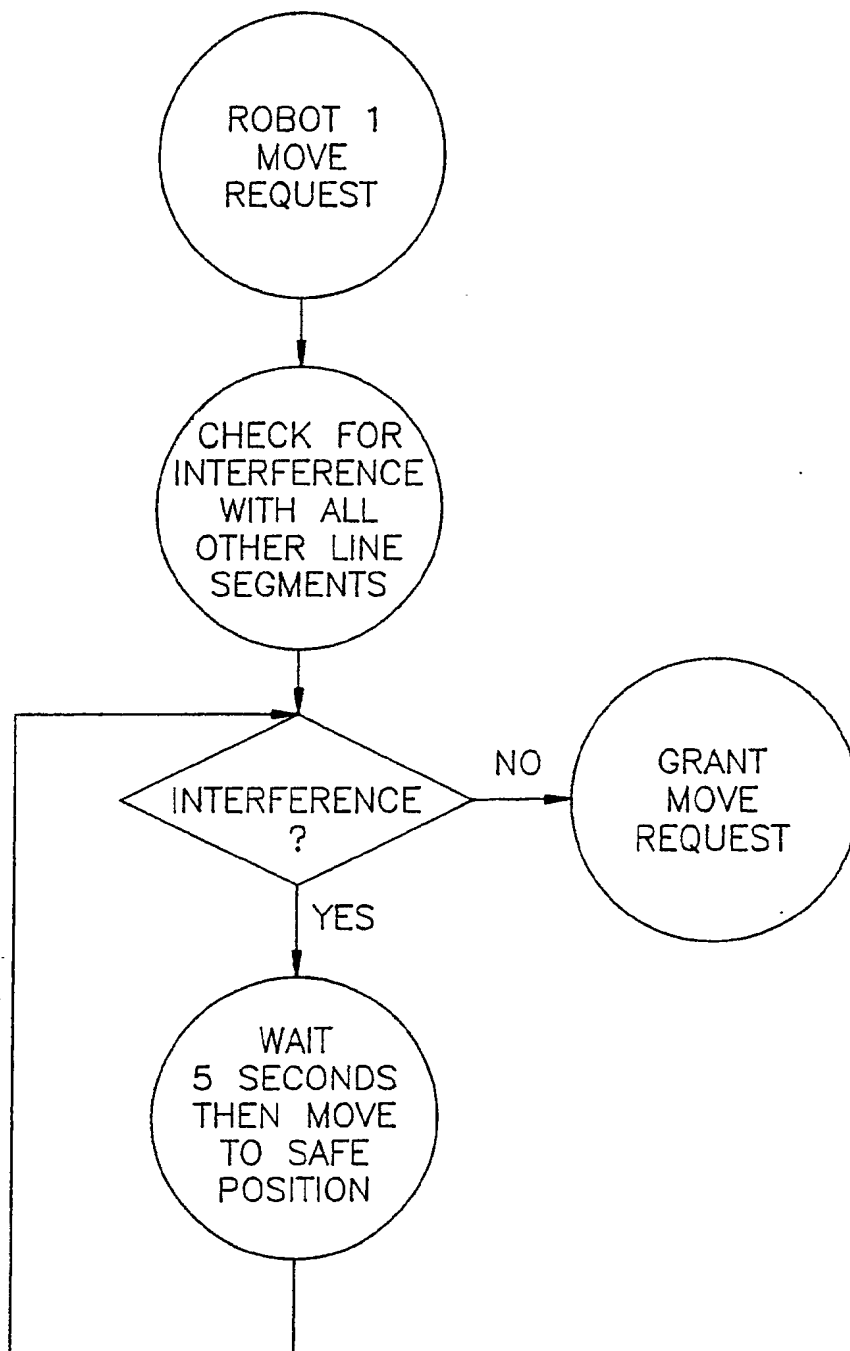 ROBOT 1
MOVE
REQUEST
CHECK FOR
INTERFERENCE
WITH ALL
OTHER LINE
SEGMENTS
INTERFERENCE
?
NO
GRANT
MOVE
REQUEST
YES
WAIT
5 SECONDS
THEN MOVE
TO SAFE
POSITION